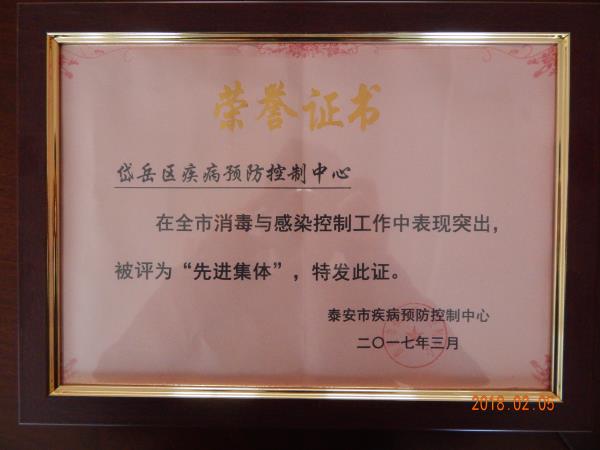 荣誉证书
岱岳区疾病预防控制中心
在全市消毒与感染控制工作中表现突出，
被评为“先进集体”，特发此证。
泰安市疾病预防控制中心
二〇一七年三月
2018.02.05